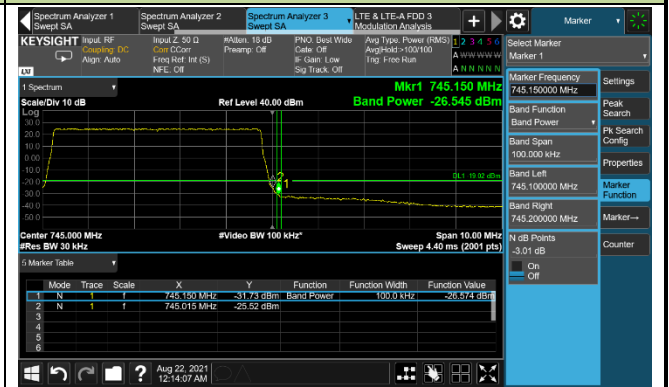 Spectrum Analyzer 1
Swept SA
Spectrum Analyzer 2
Swept SA
Spectrum Analyzer 3
Swept SA
LTE & LTE-A FDD 3
Modulation Analysis
Marker
KEYSIGHT
Input: RF
Coupling: DC
Align: Auto
Input Z: 50 Ω
Corr CCorr
Freq Ref: Int (S)
NFE: Off
#Atten: 18 dB
Preamp: Off
PNO: Best Wide
Gate: Off
IF Gain: Low
Sig Track: Off
Avg Type: Power (RMS)
Avg|Hold:>100/100
Trig: Free Run
1 2 3 4 5 6
A W W W W W
A N N N N N
LXI
Select Marker
Marker 1
1 Spectrum
Scale/Div 10 dB
Log
Ref Level 40.00 dBm
Mkr1 745.150 MHz
Band Power -26.545 dBm
30.0
20.0
10.0
0.00
-10.0
-20.0
-30.0
-40.0
-50.0
2
1
Center 745.000 MHz
#Res BW 30 kHz
#Video BW 100 kHz*
Span 10.00 MHz
Sweep 4.40 ms (2001 pts)
Marker Frequency
745.150000 MHz
Band Function
Band Power
Band Span
100.000 kHz
Band Left
745.100000 MHz
Band Right
745.200000 MHz
N dB Points
-3.01 dB
On
Off
Settings
Peak Search
Pk Search Config
Properties
Marker Function
Marker→
Counter
5 Marker Table
Mode Trace Scale X Y Function Function Width Function Value
1 N 1 f 745.150 MHz -31.73 dBm Band Power 100.0 kHz -26.574 dBm
2 N 1 f 745.015 MHz -25.52 dBm
3
4
5
6
?
Aug 22, 2021
12:14:07 AM